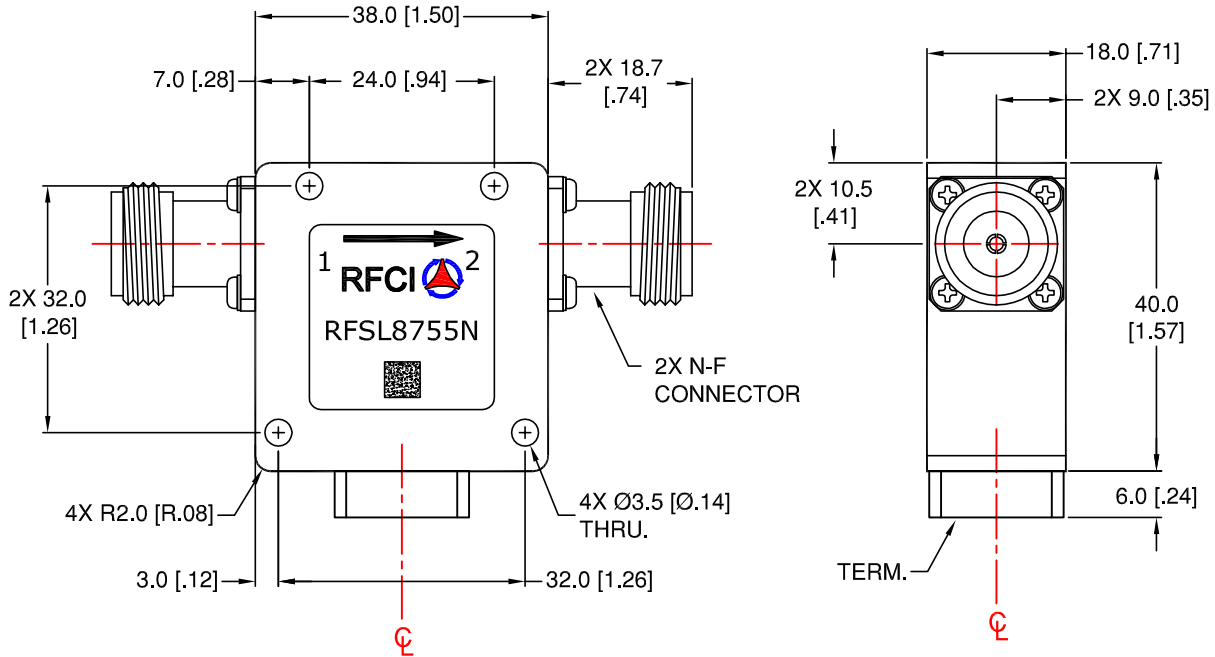 38.0 [1.50]
7.0 [.28]
24.0 [.94]
2X 18.7
[.74]
2X 32.0
[1.26]
1
2
RFCI
RFSL8755N
2X N-F
CONNECTOR
4X R2.0 [R.08]
4X Ø3.5 [Ø.14]
THRU.
3.0 [.12]
32.0 [1.26]
℄
18.0 [.71]
2X 9.0 [.35]
2X 10.5
[.41]
40.0
[1.57]
6.0 [.24]
TERM.
℄